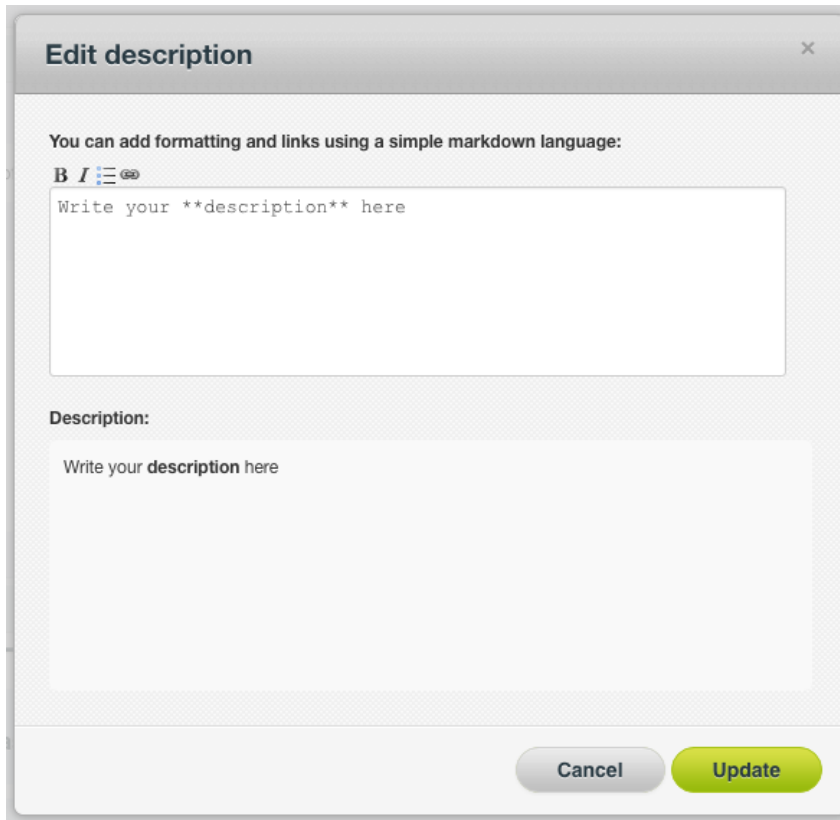 Edit description
×
You can add formatting and links using a simple markdown language:
B I
Write your **description** here
Description:
Write your description here
Cancel Update